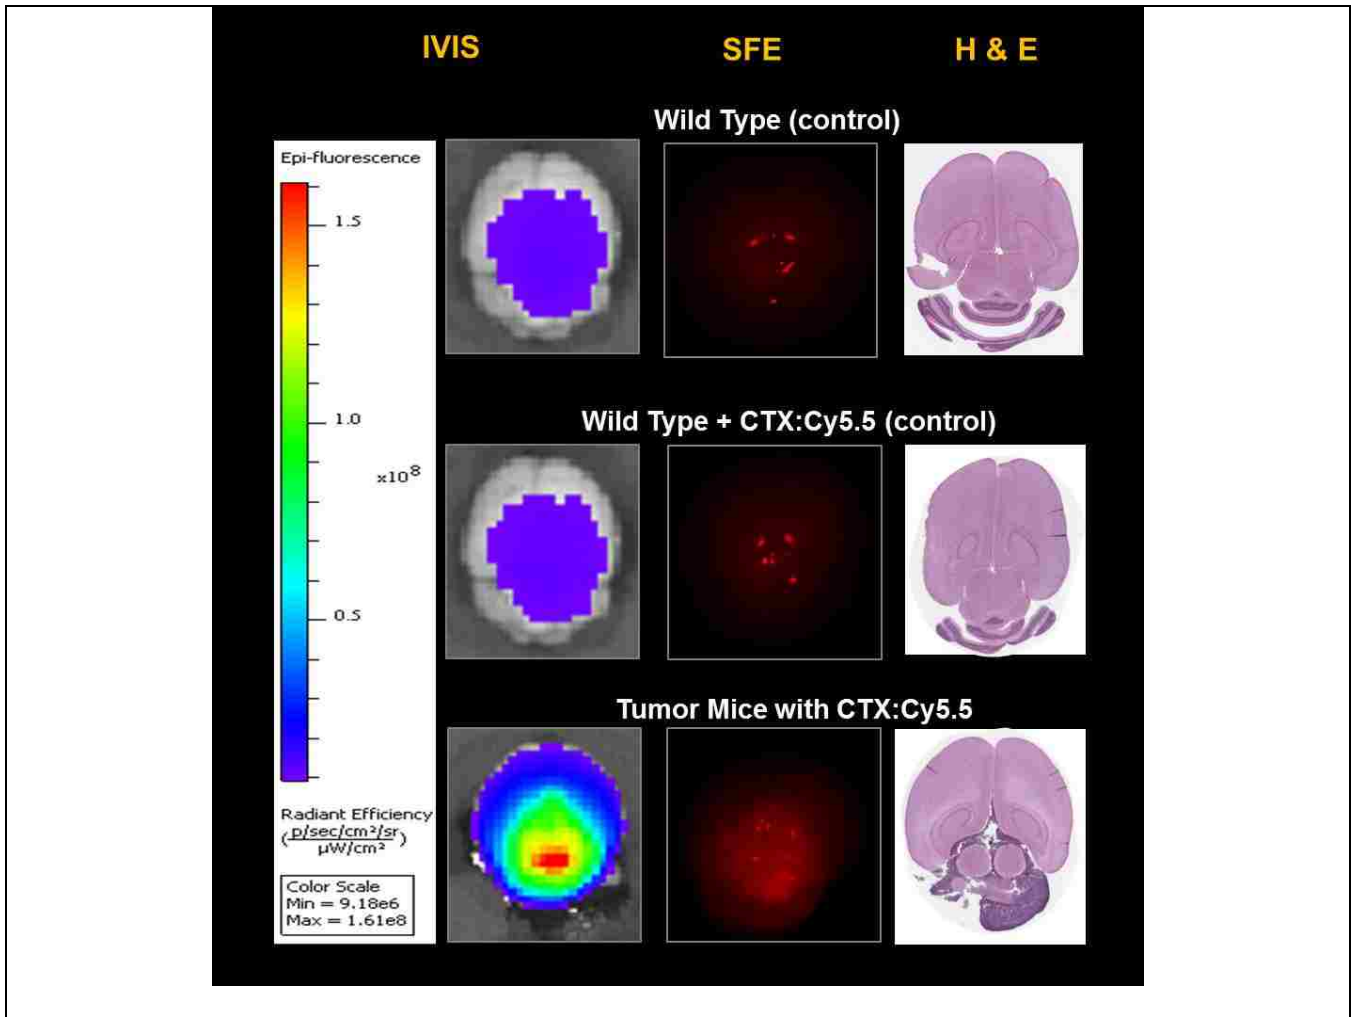 IVIS
SFE
H & E
Wild Type (control)
Epi-fluorescence
1.5
1.0
x10⁸
0.5
Radiant Efficiency
(p/sec/cm²/sr
µW/cm²)
Color Scale
Min = 9.18e6
Max = 1.61e8
Wild Type + CTX:Cy5.5 (control)
Tumor Mice with CTX:Cy5.5